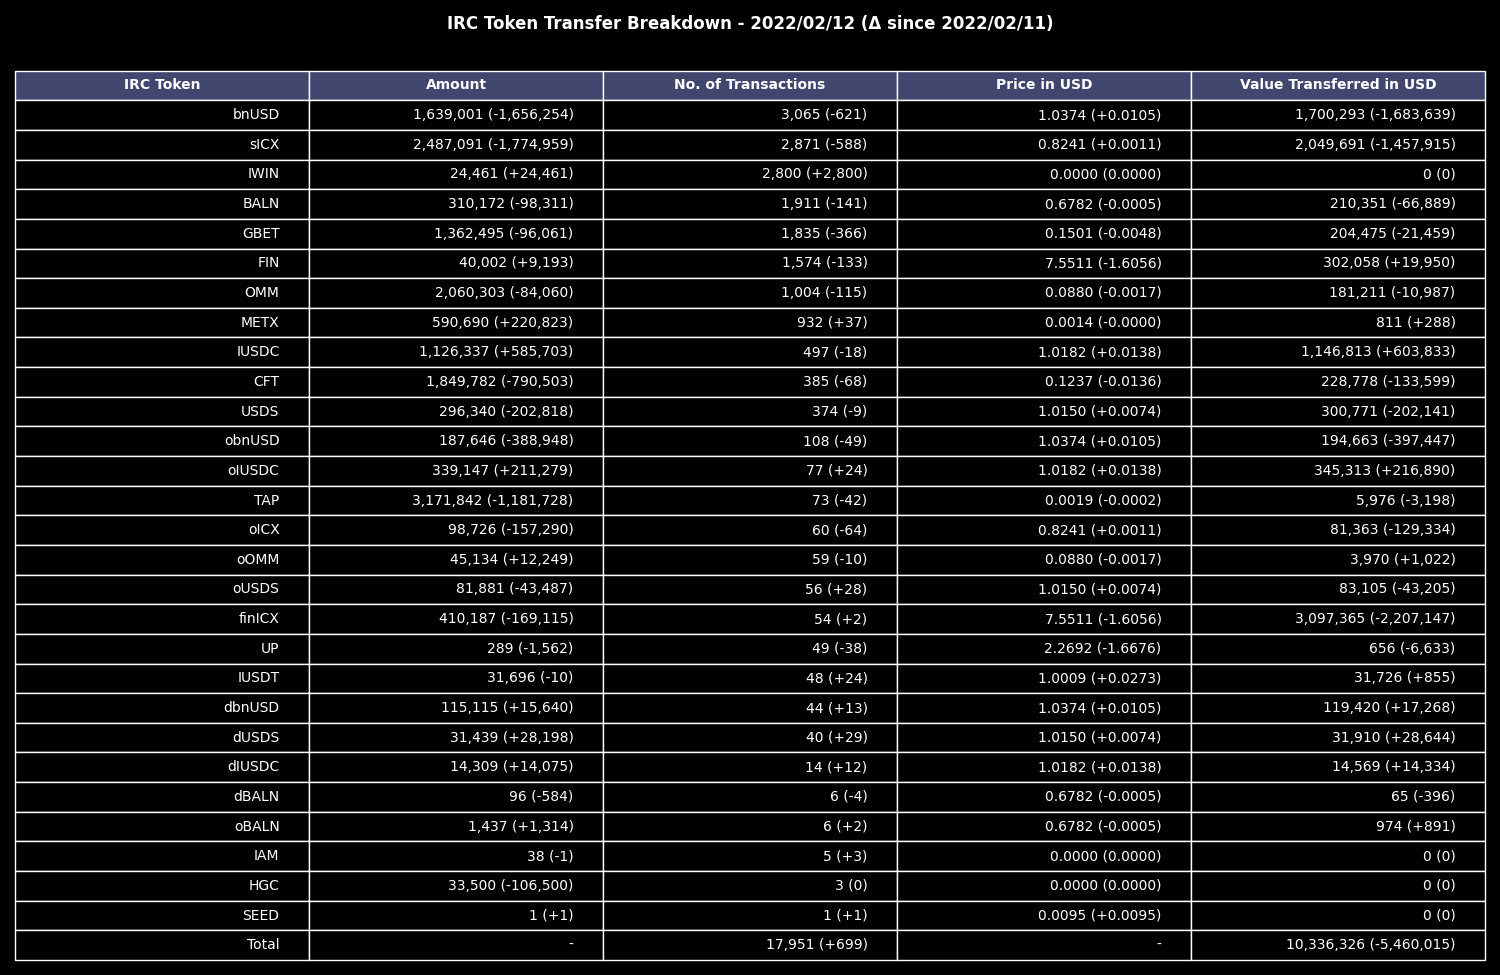 IRC Token Transfer Breakdown - 2022/02/12 (Δ since 2022/02/11)
IRC Token Amount No. of Transactions Price in USD Value Transferred in USD
bnUSD 1,639,001 (-1,656,254) 3,065 (-621) 1.0374 (+0.0105) 1,700,293 (-1,683,639)
sICX 2,487,091 (-1,774,959) 2,871 (-588) 0.8241 (+0.0011) 2,049,691 (-1,457,915)
IWIN 24,461 (+24,461) 2,800 (+2,800) 0.0000 (0.0000) 0 (0)
BALN 310,172 (-98,311) 1,911 (-141) 0.6782 (-0.0005) 210,351 (-66,889)
GBET 1,362,495 (-96,061) 1,835 (-366) 0.1501 (-0.0048) 204,475 (-21,459)
FIN 40,002 (+9,193) 1,574 (-133) 7.5511 (-1.6056) 302,058 (+19,950)
OMM 2,060,303 (-84,060) 1,004 (-115) 0.0880 (-0.0017) 181,211 (-10,987)
METX 590,690 (+220,823) 932 (+37) 0.0014 (-0.0000) 811 (+288)
IUSDC 1,126,337 (+585,703) 497 (-18) 1.0182 (+0.0138) 1,146,813 (+603,833)
CFT 1,849,782 (-790,503) 385 (-68) 0.1237 (-0.0136) 228,778 (-133,599)
USDS 296,340 (-202,818) 374 (-9) 1.0150 (+0.0074) 300,771 (-202,141)
obnUSD 187,646 (-388,948) 108 (-49) 1.0374 (+0.0105) 194,663 (-397,447)
oIUSDC 339,147 (+211,279) 77 (+24) 1.0182 (+0.0138) 345,313 (+216,890)
TAP 3,171,842 (-1,181,728) 73 (-42) 0.0019 (-0.0002) 5,976 (-3,198)
oICX 98,726 (-157,290) 60 (-64) 0.8241 (+0.0011) 81,363 (-129,334)
oOMM 45,134 (+12,249) 59 (-10) 0.0880 (-0.0017) 3,970 (+1,022)
oUSDS 81,881 (-43,487) 56 (+28) 1.0150 (+0.0074) 83,105 (-43,205)
finICX 410,187 (-169,115) 54 (+2) 7.5511 (-1.6056) 3,097,365 (-2,207,147)
UP 289 (-1,562) 49 (-38) 2.2692 (-1.6676) 656 (-6,633)
IUSDT 31,696 (-10) 48 (+24) 1.0009 (+0.0273) 31,726 (+855)
dbnUSD 115,115 (+15,640) 44 (+13) 1.0374 (+0.0105) 119,420 (+17,268)
dUSDS 31,439 (+28,198) 40 (+29) 1.0150 (+0.0074) 31,910 (+28,644)
dIUSDC 14,309 (+14,075) 14 (+12) 1.0182 (+0.0138) 14,569 (+14,334)
dBALN 96 (-584) 6 (-4) 0.6782 (-0.0005) 65 (-396)
oBALN 1,437 (+1,314) 6 (+2) 0.6782 (-0.0005) 974 (+891)
IAM 38 (-1) 5 (+3) 0.0000 (0.0000) 0 (0)
HGC 33,500 (-106,500) 3 (0) 0.0000 (0.0000) 0 (0)
SEED 1 (+1) 1 (+1) 0.0095 (+0.0095) 0 (0)
Total - 17,951 (+699) - 10,336,326 (-5,460,015)